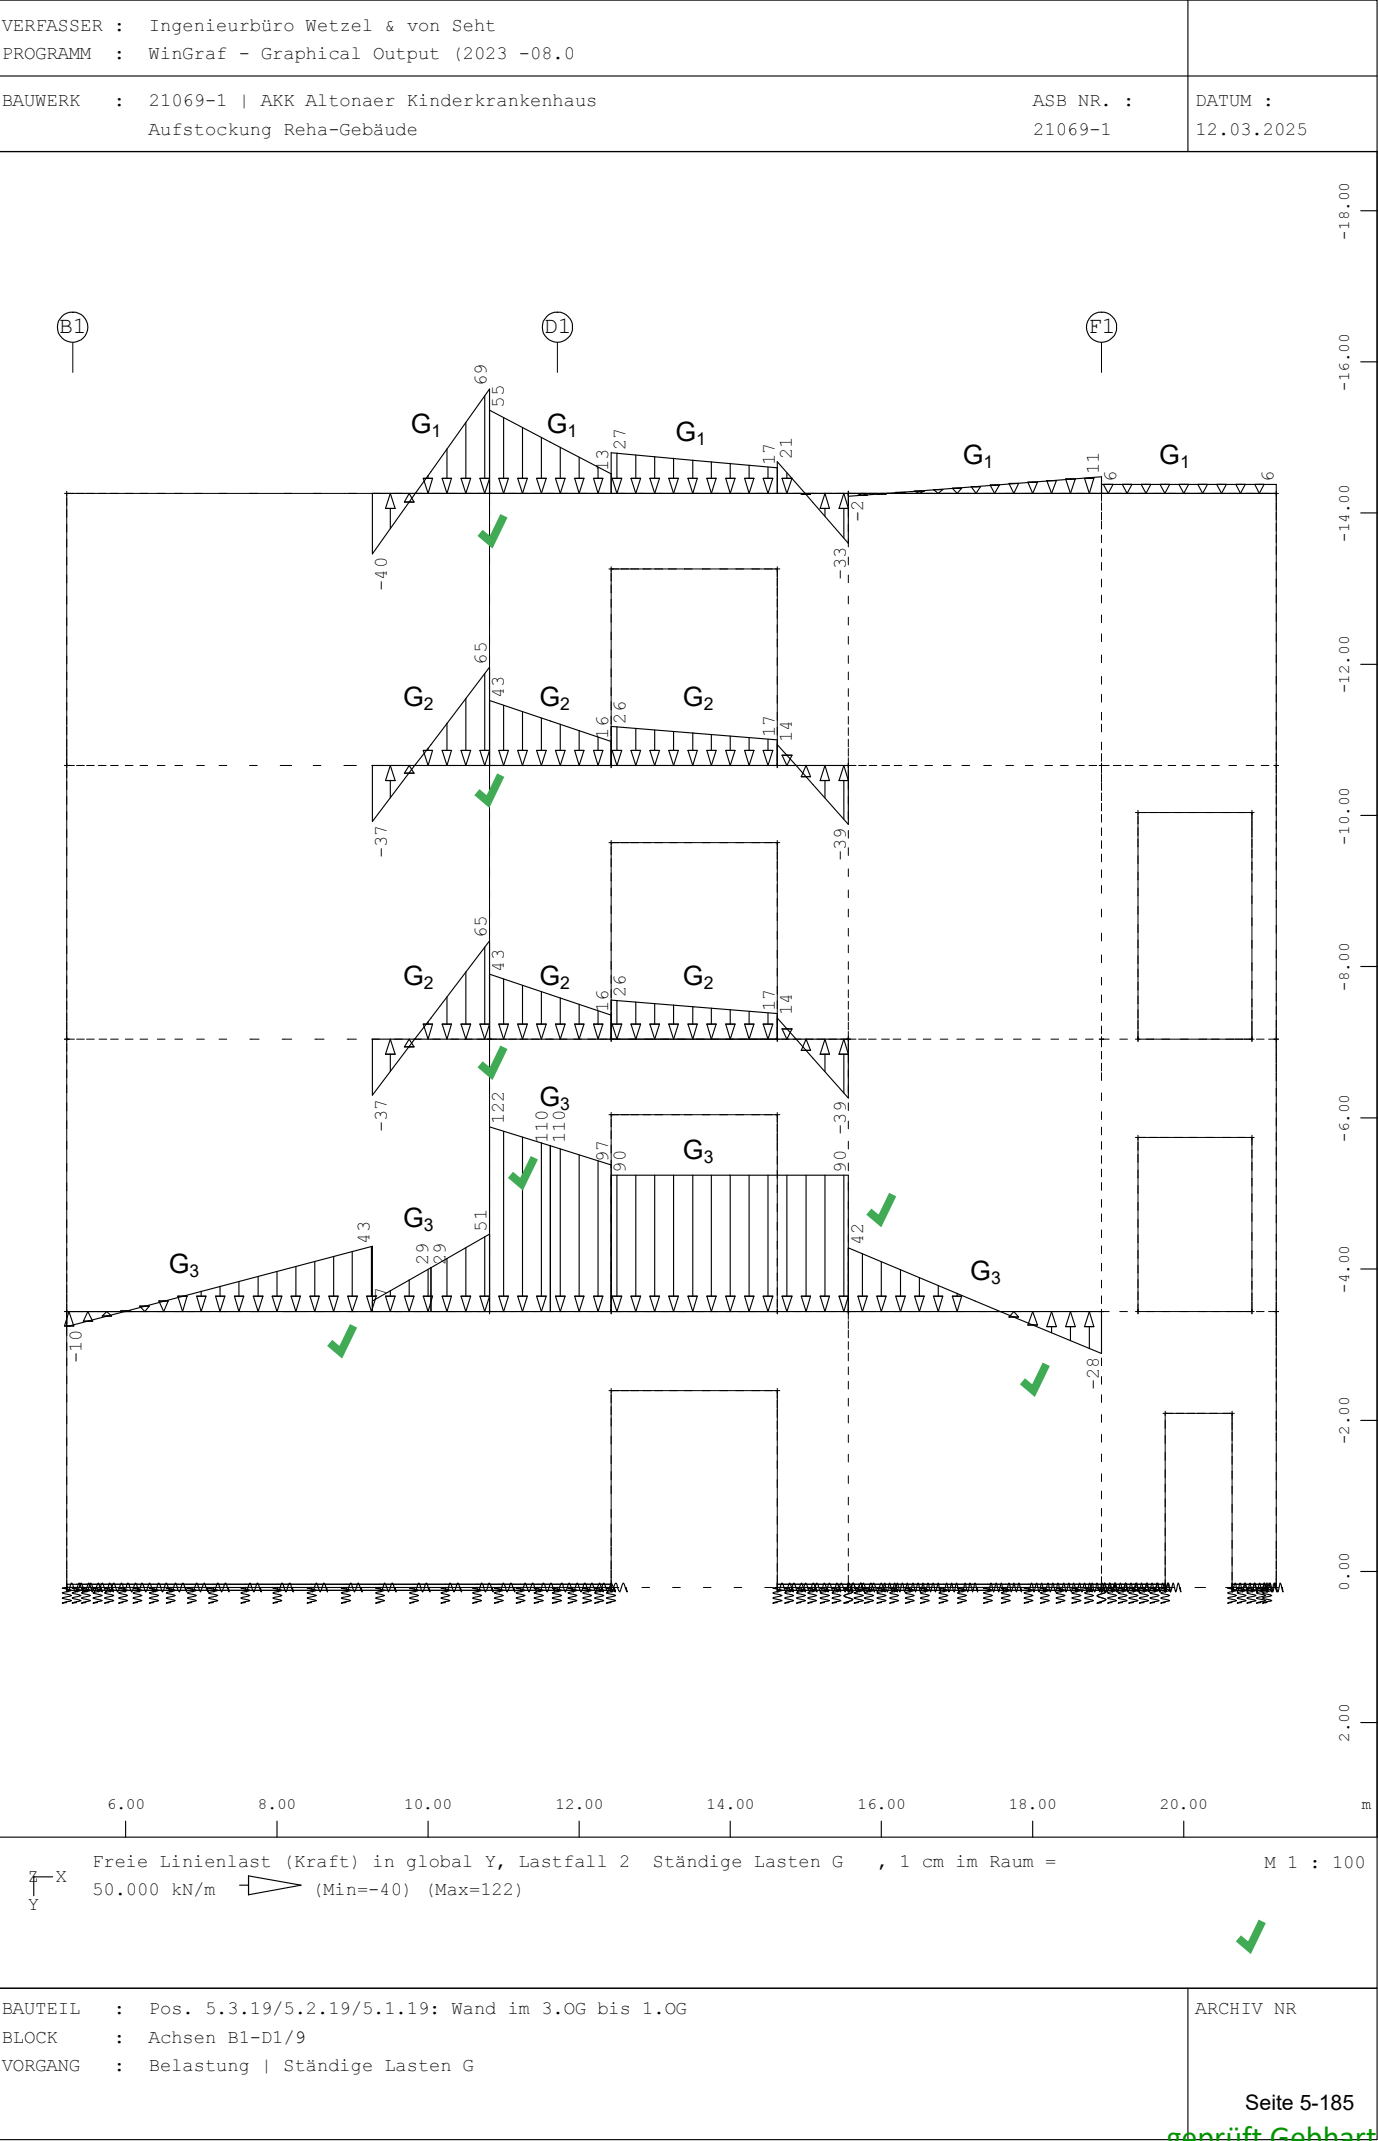 VERFASSER : Ingenieurbüro Wetzel & von Seht
PROGRAMM : WinGraf - Graphical Output (2023 -08.0
BAUWERK : 21069-1 | AKK Altonaer Kinderkrankenhaus
Aufstockung Reha-Gebäude
ASB NR. :
21069-1
DATUM :
12.03.2025
-18.00
-16.00
-14.00
-12.00
-10.00
-8.00
-6.00
-4.00
-2.00
0.00
2.00
B1
D1
F1
G1 G1 G1 G1 G1
-40 69 55 13 27 17 21 -33 -2 11 6 6
G2 G2 G2
-37 65 43 16 26 17 14 -39
G2 G2 G2
-37 65 43 16 26 17 14 -39
G3 G3 G3 G3 G3
-10 43 29 29 51 122 110 110 97 90 90 42 -28
6.00 8.00 10.00 12.00 14.00 16.00 18.00 20.00 m
Z X
Y
Freie Linienlast (Kraft) in global Y, Lastfall 2 Ständige Lasten G , 1 cm im Raum =
50.000 kN/m (Min=-40) (Max=122)
M 1 : 100
BAUTEIL : Pos. 5.3.19/5.2.19/5.1.19: Wand im 3.OG bis 1.OG
BLOCK : Achsen B1-D1/9
VORGANG : Belastung | Ständige Lasten G
ARCHIV NR
Seite 5-185
geprüft Gebhart